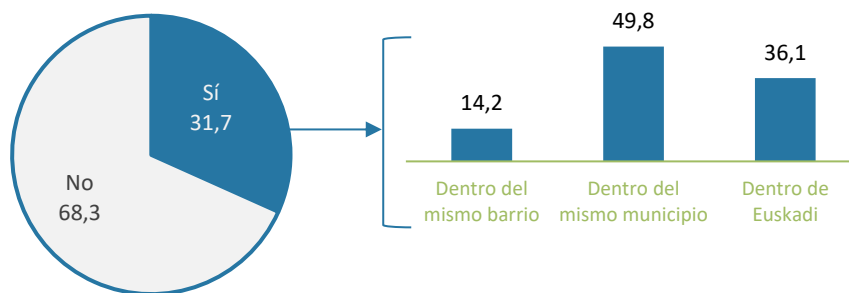 Sí
31,7
No
68,3
14,2
49,8
36,1
Dentro del
mismo barrio
Dentro del
mismo municipio
Dentro de
Euskadi